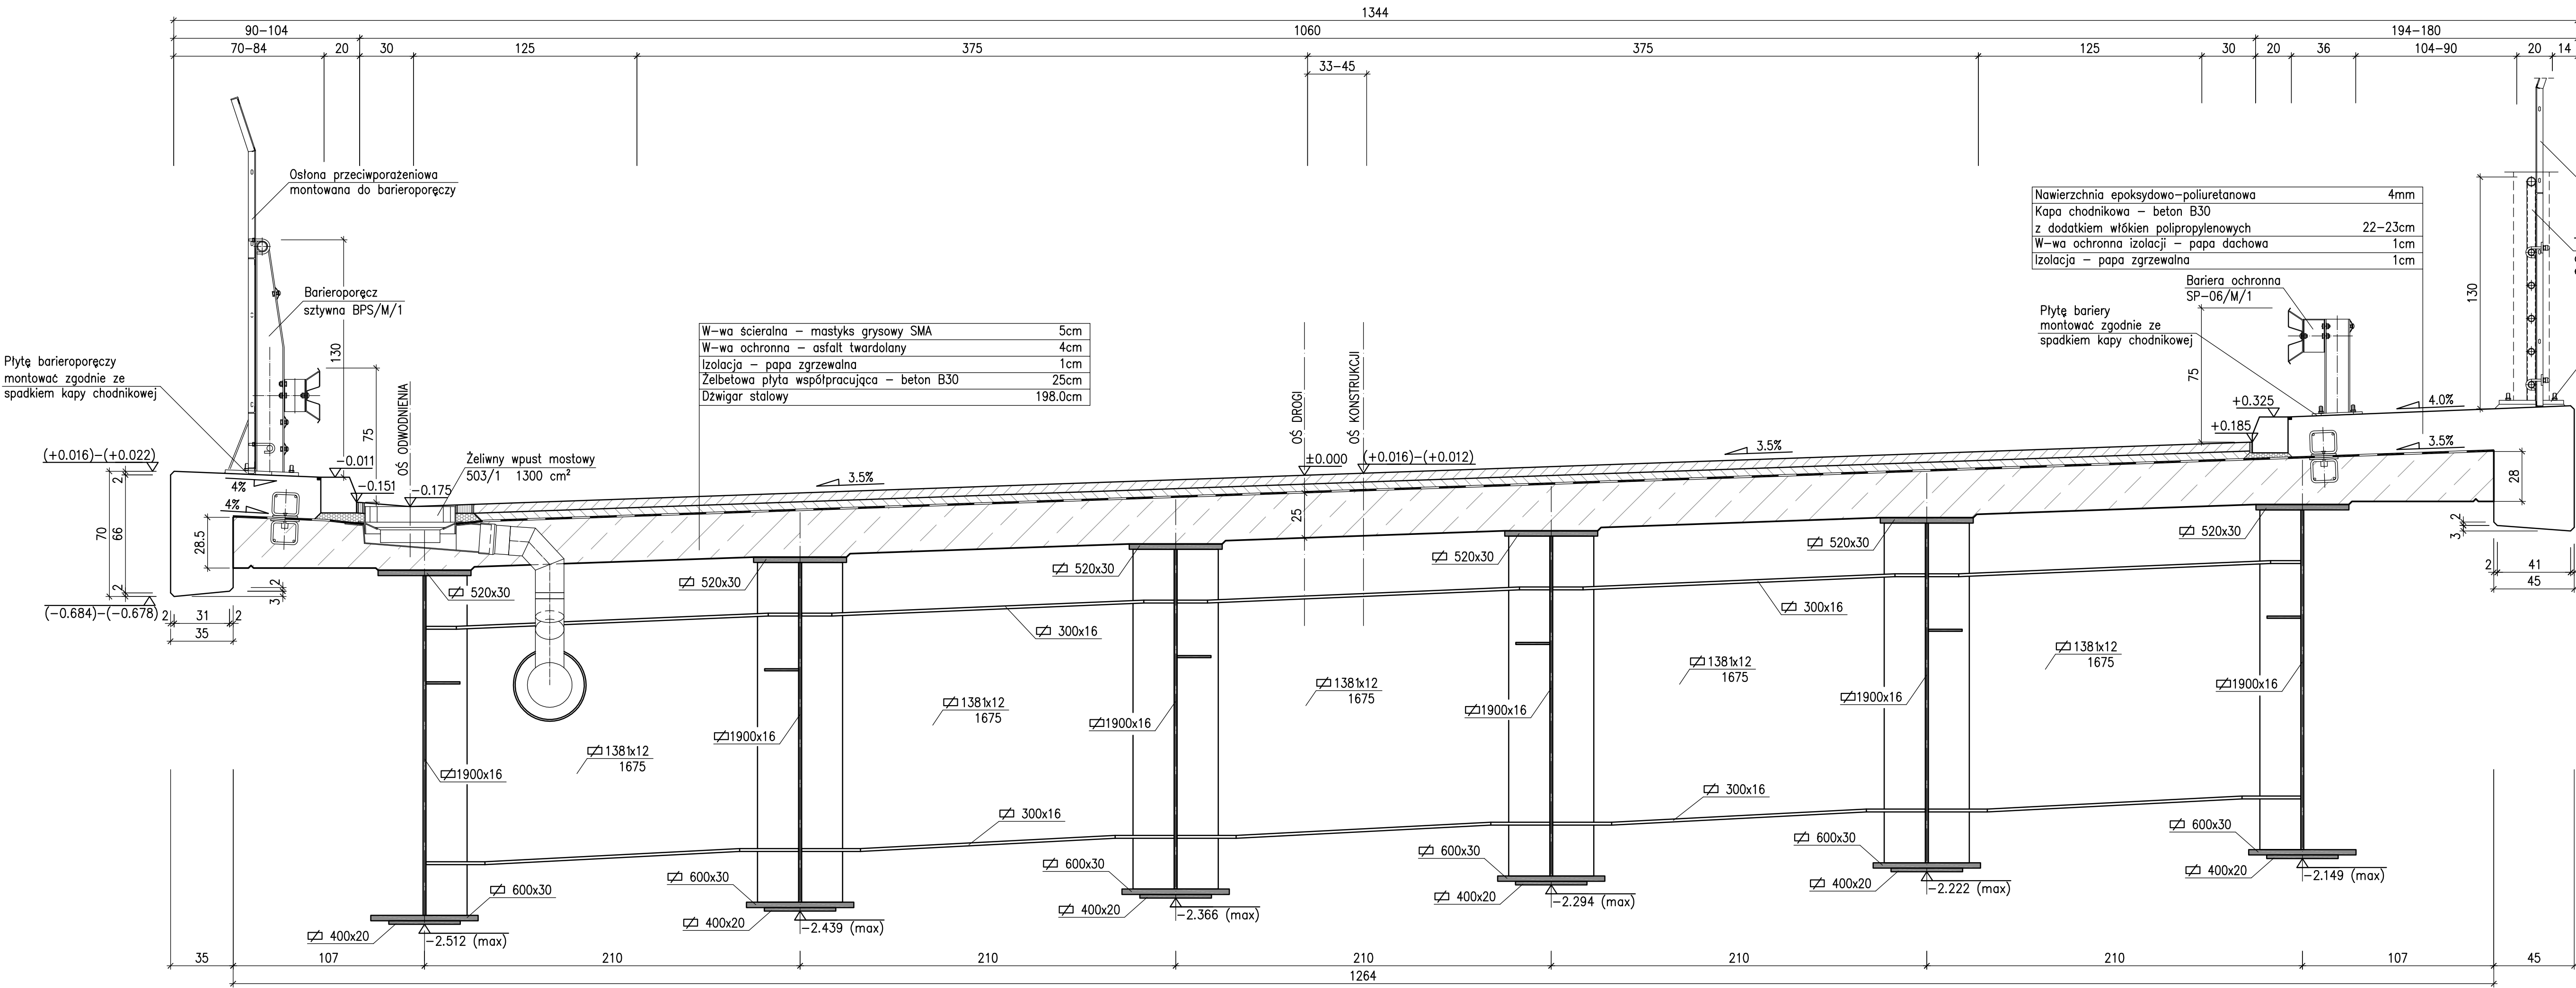 1344
90-104 1060 194-180
70-84 20 30 125 375 375 125 30 20 36 104-90 20 14
33-45
Osłona przeciwporażeniowa
montowana do barieroporęczy
Barieroporęcz
sztywna BPS/M/1
130
75
Płytę barieroporęczy
montować zgodnie ze
spadkiem kapy chodnikowej
OŚ ODWODNIENIA
W-wa ścieralna – mastyks grysowy SMA 5cm
W-wa ochronna – asfalt twardolany 4cm
Izolacja – papa zgrzewalna 1cm
Żelbetowa płyta współpracująca – beton B30 25cm
Dźwigar stalowy 198.0cm
OŚ DROGI
OŚ KONSTRUKCJI
Nawierzchnia epoksydowo-poliuretanowa 4mm
Kapa chodnikowa – beton B30
z dodatkiem włókien polipropylenowych 22-23cm
W-wa ochronna izolacji – papa dachowa 1cm
Izolacja – papa zgrzewalna 1cm
Bariera ochronna
SP-06/M/1
Płytę bariery
montować zgodnie ze
spadkiem kapy chodnikowej
75
130
+0.325
+0.185
4.0%
3.5%
3.5%
28
(+0.016)-(+0.022)
-0.011
-0.151
-0.175
Żeliwny wpust mostowy
503/1 1300 cm²
3.5%
±0.000
(+0.016)-(+0.012)
4%
4%
2
70
66
2
28.5
2
3
(-0.684)-(-0.678)
2 31 2
35
25
2
3
2 41
45
520x30
520x30
520x30
520x30
520x30
520x30
300x16
300x16
1381x12
1675
1381x12
1675
1381x12
1675
1381x12
1675
1381x12
1675
1900x16
1900x16
1900x16
1900x16
1900x16
1900x16
300x16
300x16
600x30
600x30
600x30
600x30
600x30
600x30
400x20
400x20
400x20
400x20
400x20
400x20
-2.512 (max)
-2.439 (max)
-2.366 (max)
-2.294 (max)
-2.222 (max)
-2.149 (max)
35 107 210 210 210 210 210 107 45
1264